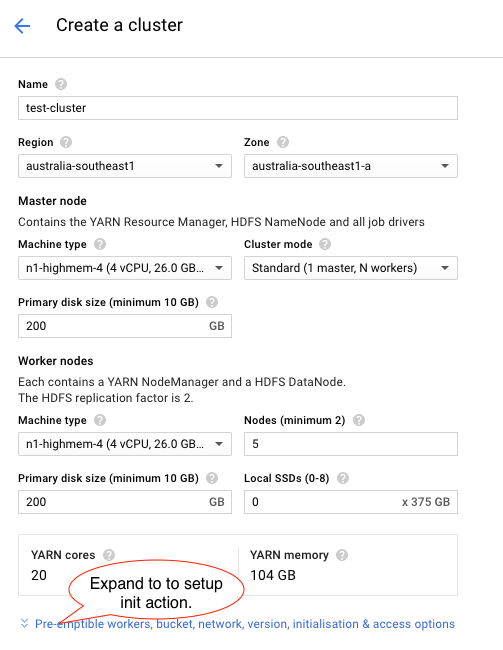 Create a cluster
Name
test-cluster
Region
Zone
australia-southeast1
australia-southeast1-a
Master node
Contains the YARN Resource Manager, HDFS NameNode and all job drivers
Machine type
Cluster mode
n1-highmem-4 (4 vCPU, 26.0 GB...
Standard (1 master, N workers)
Primary disk size (minimum 10 GB)
200 GB
Worker nodes
Each contains a YARN NodeManager and a HDFS DataNode.
The HDFS replication factor is 2.
Machine type
Nodes (minimum 2)
n1-highmem-4 (4 vCPU, 26.0 GB...
5
Primary disk size (minimum 10 GB)
Local SSDs (0-8)
200 GB
0 x 375 GB
YARN cores
YARN memory
20
104 GB
Expand to to setup
init action.
Pre-emptible workers, bucket, network, version, initialisation & access options